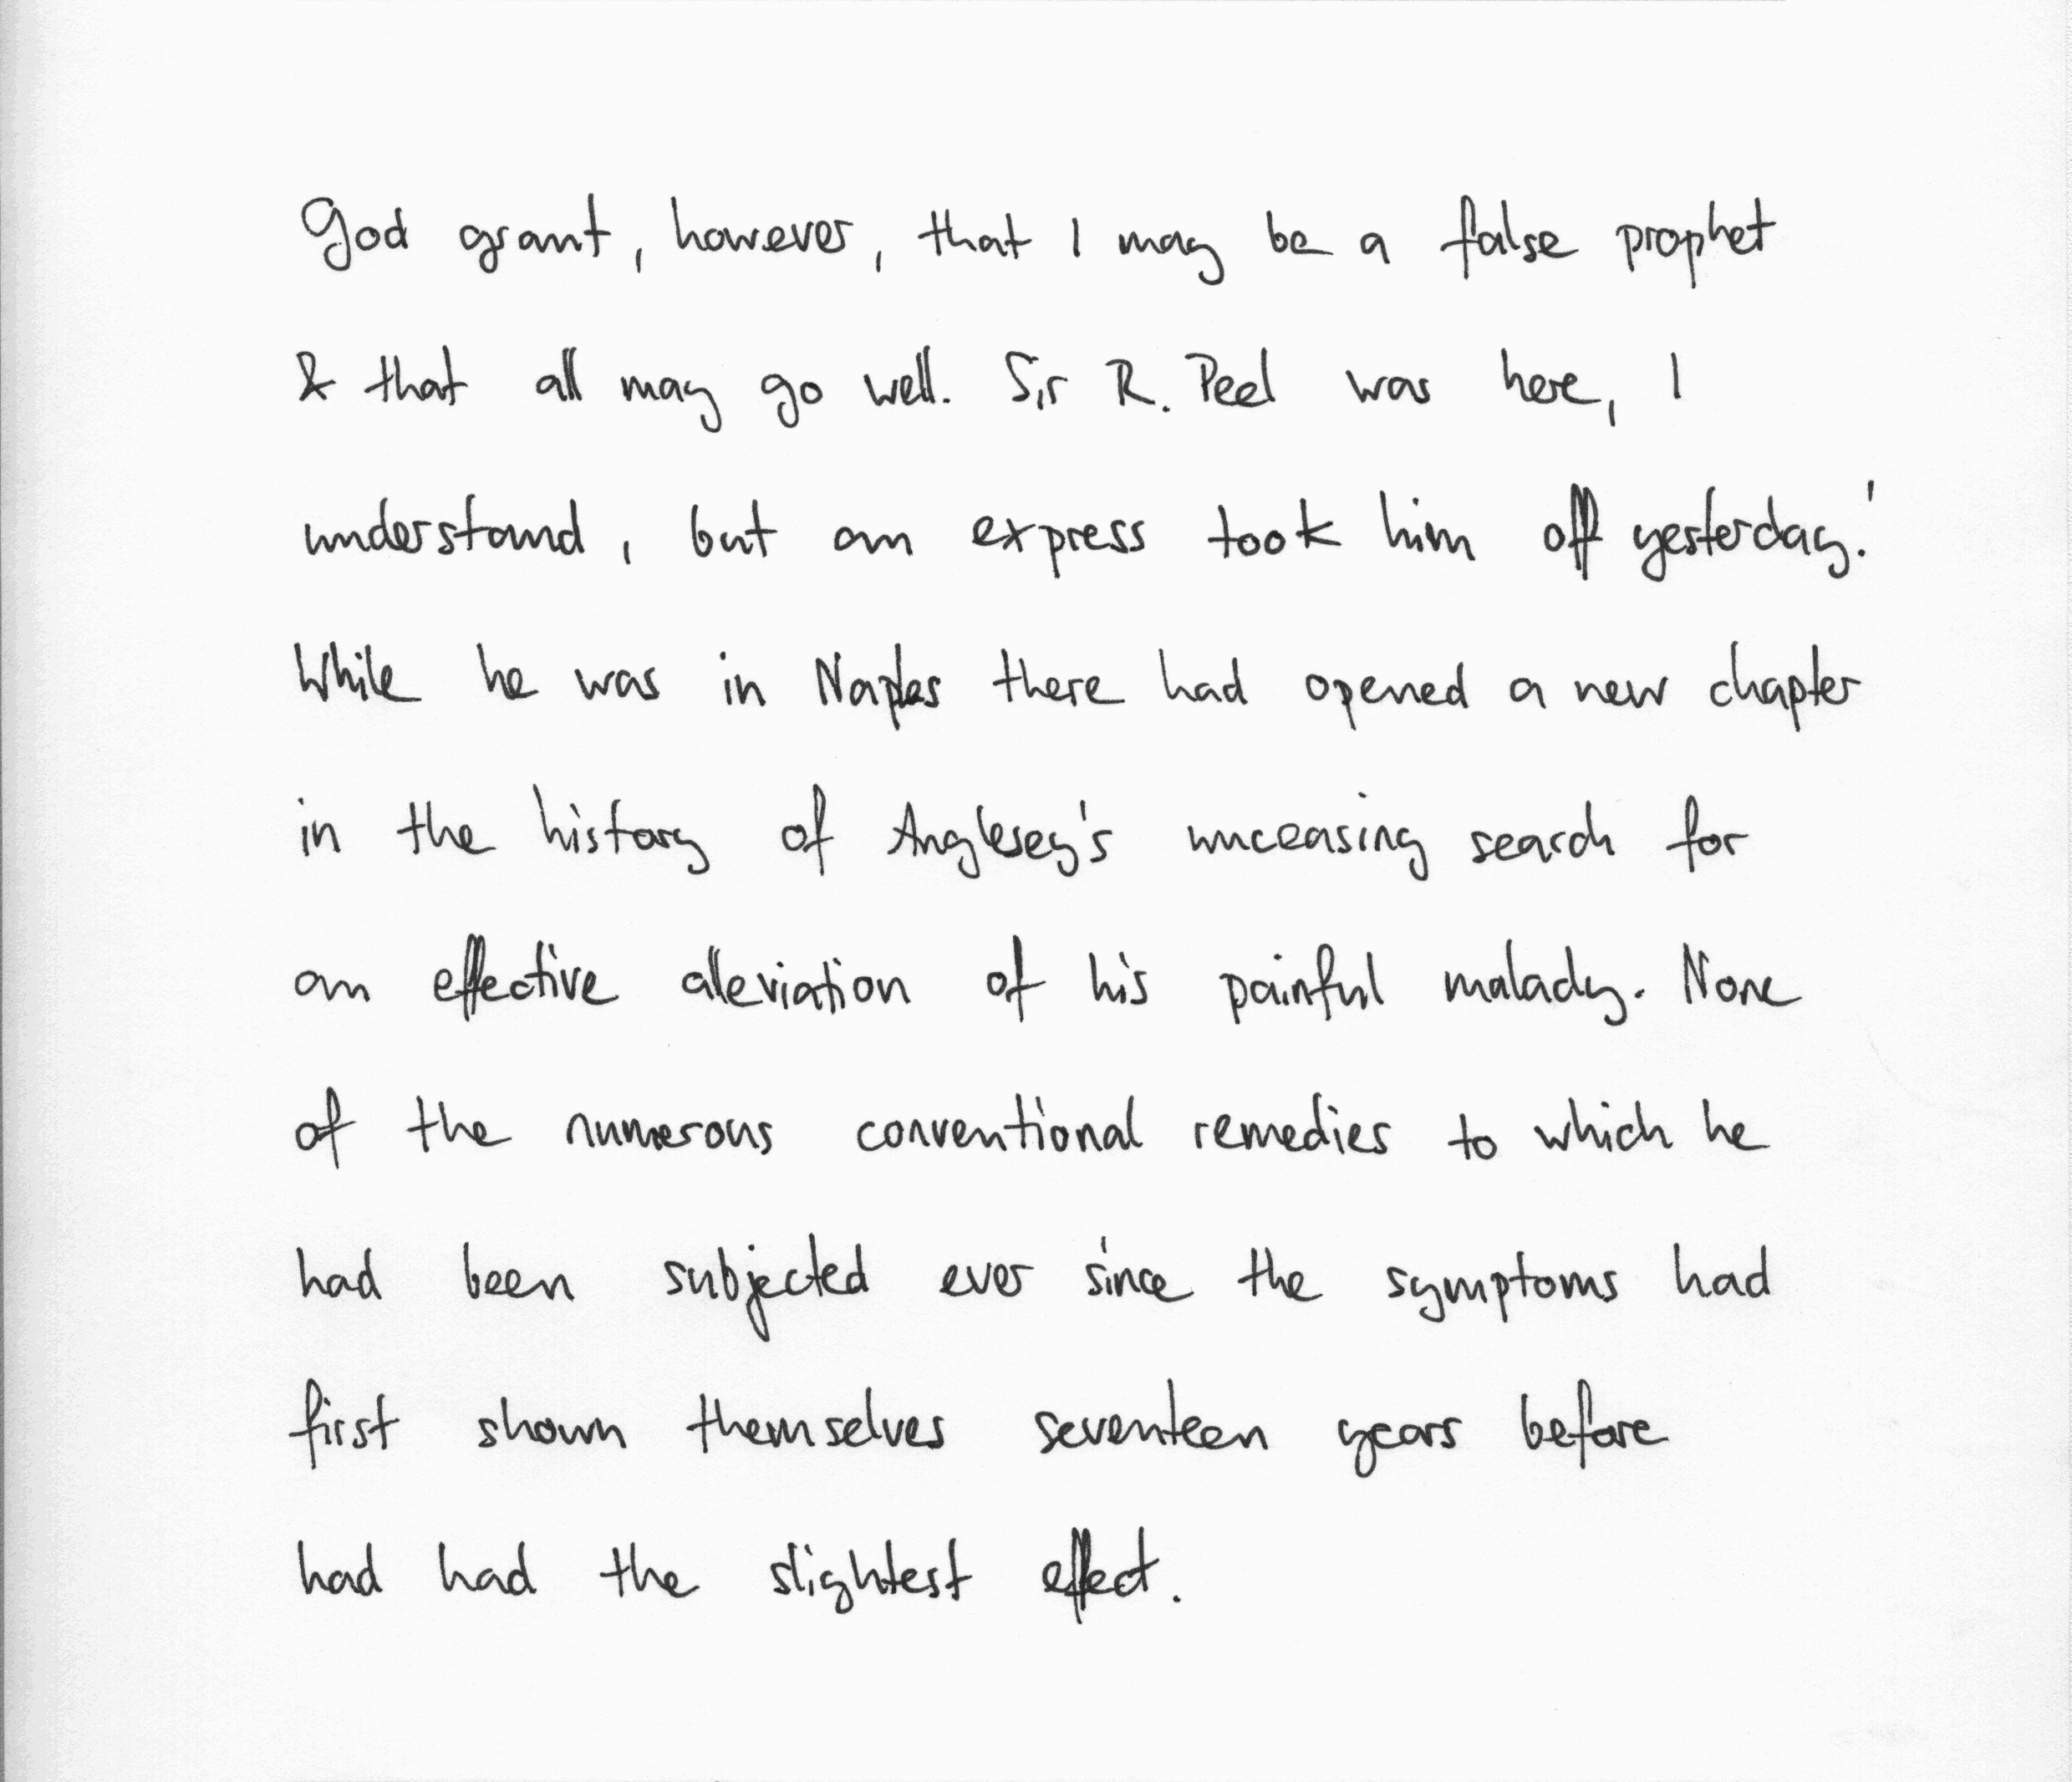 God grant, however, that I may be a false prophet
& that all may go well. Sir R. Peel was here, I
understand, but an express took him off yesterday.'
While he was in Naples there had opened a new chapter
in the history of Anglesey's unceasing search for
an effective alleviation of his painful malady. None
of the numerous conventional remedies to which he
had been subjected ever since the symptoms had
first shown themselves seventeen years before
had had the slightest effect.